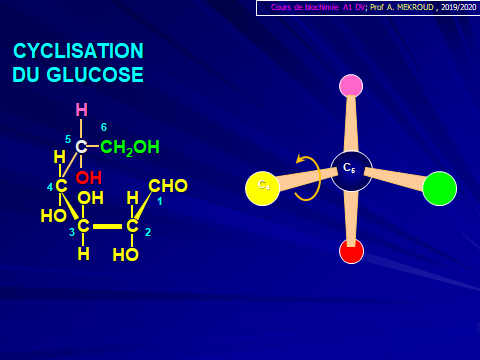 Cours de biochimie A1 DV; Prof A. MEKROUD , 2019/2020
CYCLISATION
DU GLUCOSE
H
6
5
C
CH2OH
H
OH
4
C
OH
H
CHO
1
HO
C
C
3
2
H
HO
C4
C5